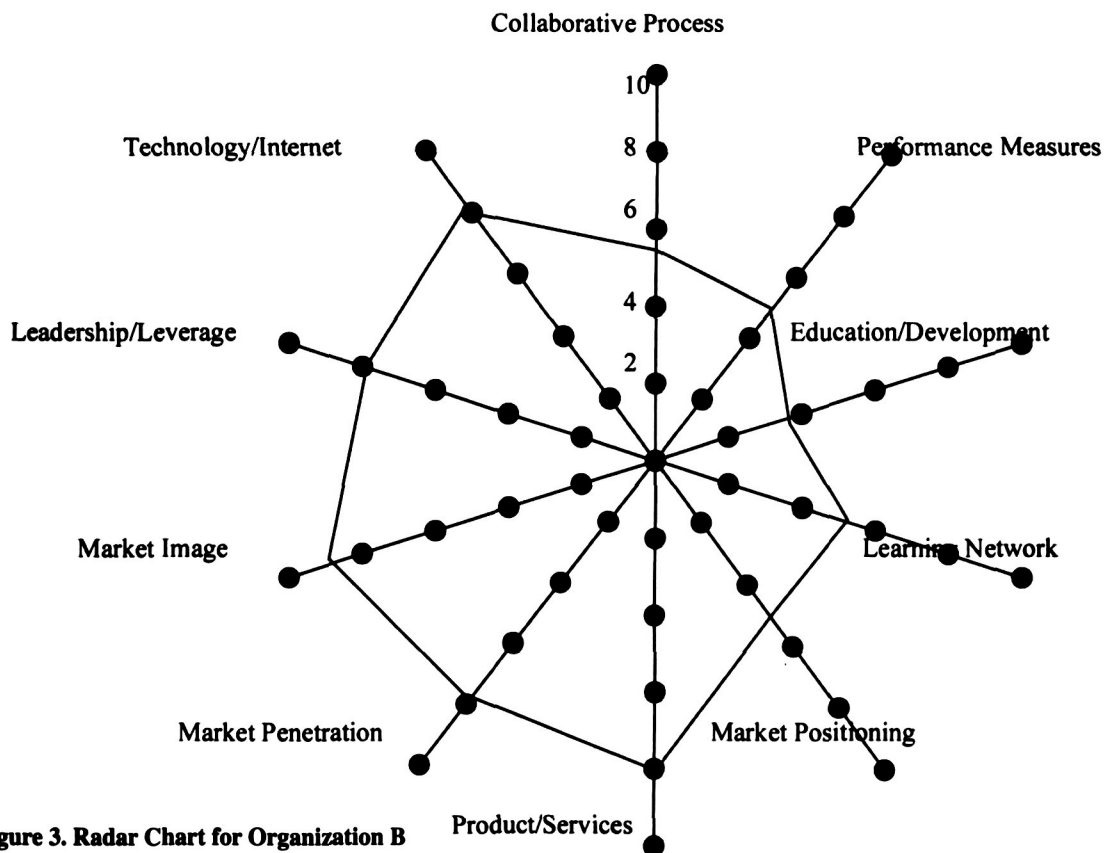 Collaborative Process
10
Technology/Internet
8
Performance Measures
6
4
Leadership/Leverage
Education/Development
2
Market Image
Learning Network
Market Penetration
Market Positioning
Product/Services
gure 3. Radar Chart for Organization B